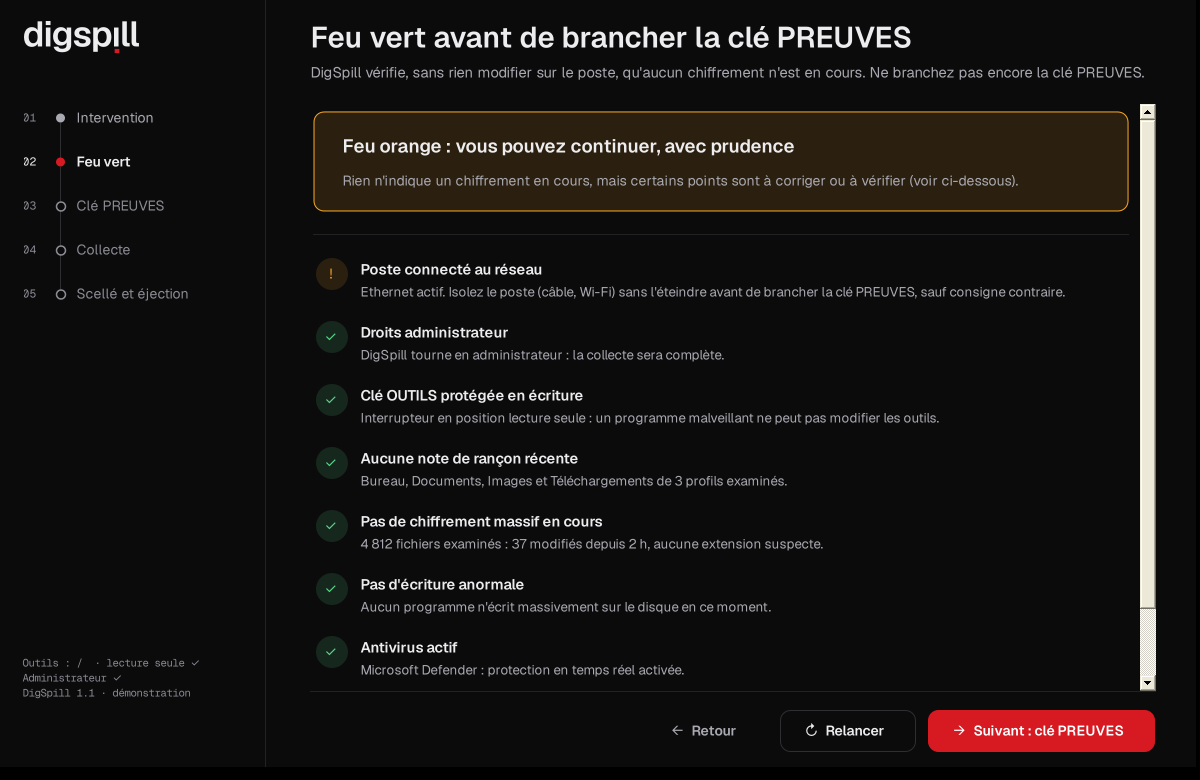 digspill
01 Intervention
02 Feu vert
03 Clé PREUVES
04 Collecte
05 Scellé et éjection
Outils : / · lecture seule ✓
Administrateur ✓
DigSpill 1.1 · démonstration
Feu vert avant de brancher la clé PREUVES
DigSpill vérifie, sans rien modifier sur le poste, qu'aucun chiffrement n'est en cours. Ne branchez pas encore la clé PREUVES.
Feu orange : vous pouvez continuer, avec prudence
Rien n'indique un chiffrement en cours, mais certains points sont à corriger ou à vérifier (voir ci-dessous).
! Poste connecté au réseau
Ethernet actif. Isolez le poste (câble, Wi-Fi) sans l'éteindre avant de brancher la clé PREUVES, sauf consigne contraire.
✓ Droits administrateur
DigSpill tourne en administrateur : la collecte sera complète.
✓ Clé OUTILS protégée en écriture
Interrupteur en position lecture seule : un programme malveillant ne peut pas modifier les outils.
✓ Aucune note de rançon récente
Bureau, Documents, Images et Téléchargements de 3 profils examinés.
✓ Pas de chiffrement massif en cours
4 812 fichiers examinés : 37 modifiés depuis 2 h, aucune extension suspecte.
✓ Pas d'écriture anormale
Aucun programme n'écrit massivement sur le disque en ce moment.
✓ Antivirus actif
Microsoft Defender : protection en temps réel activée.
← Retour
Relancer
→ Suivant : clé PREUVES